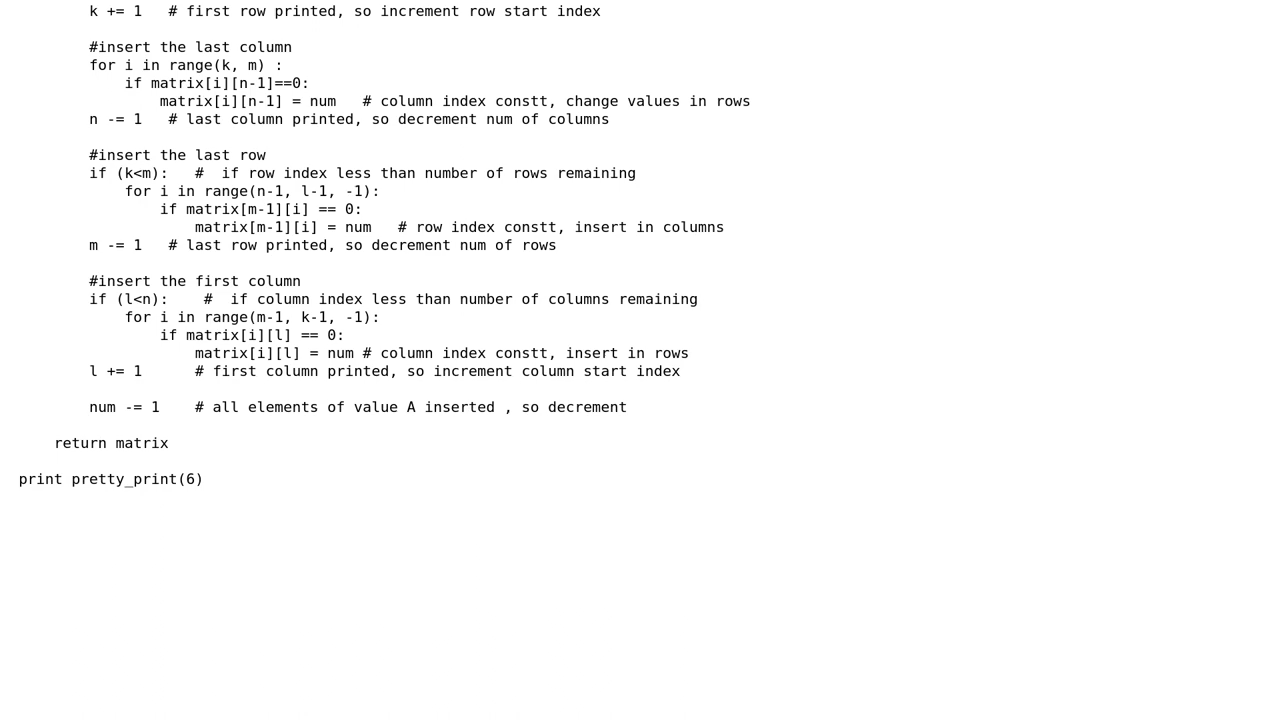 k += 1   # first row printed, so increment row start index
#insert the last column
for i in range(k, m) :
if matrix[i][n-1]==0:
matrix[i][n-1] = num   # column index constt, change values in rows
n -= 1   # last column printed, so decrement num of columns
#insert the last row
if (k<m):   #  if row index less than number of rows remaining
for i in range(n-1, l-1, -1):
if matrix[m-1][i] == 0:
matrix[m-1][i] = num   # row index constt, insert in columns
m -= 1   # last row printed, so decrement num of rows
#insert the first column
if (l<n):    #  if column index less than number of columns remaining
for i in range(m-1, k-1, -1):
if matrix[i][l] == 0:
matrix[i][l] = num # column index constt, insert in rows
l += 1      # first column printed, so increment column start index
num -= 1    # all elements of value A inserted , so decrement
return matrix
print pretty_print(6)